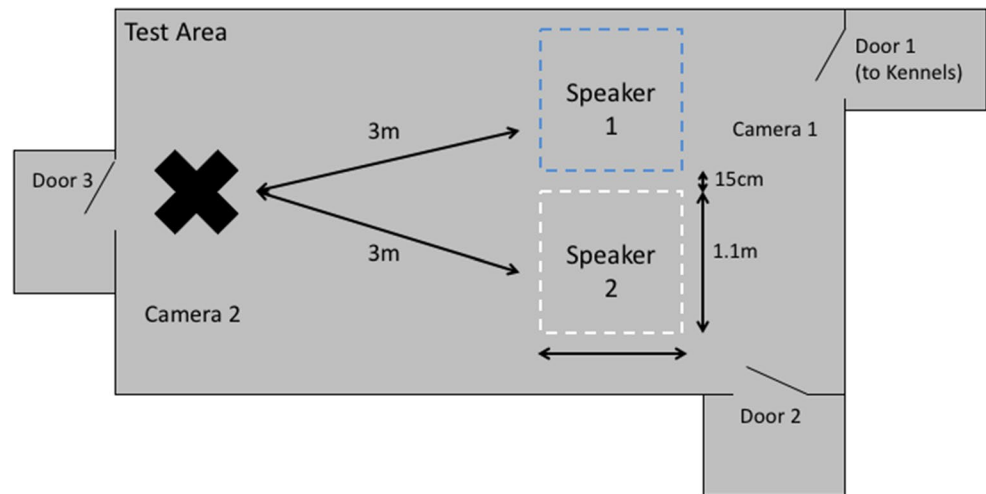 Test Area
Door 1
(to Kennels)
Speaker
1
3m
Camera 1
Door 3
15cm
3m
Speaker
2
1.1m
Camera 2
Door 2